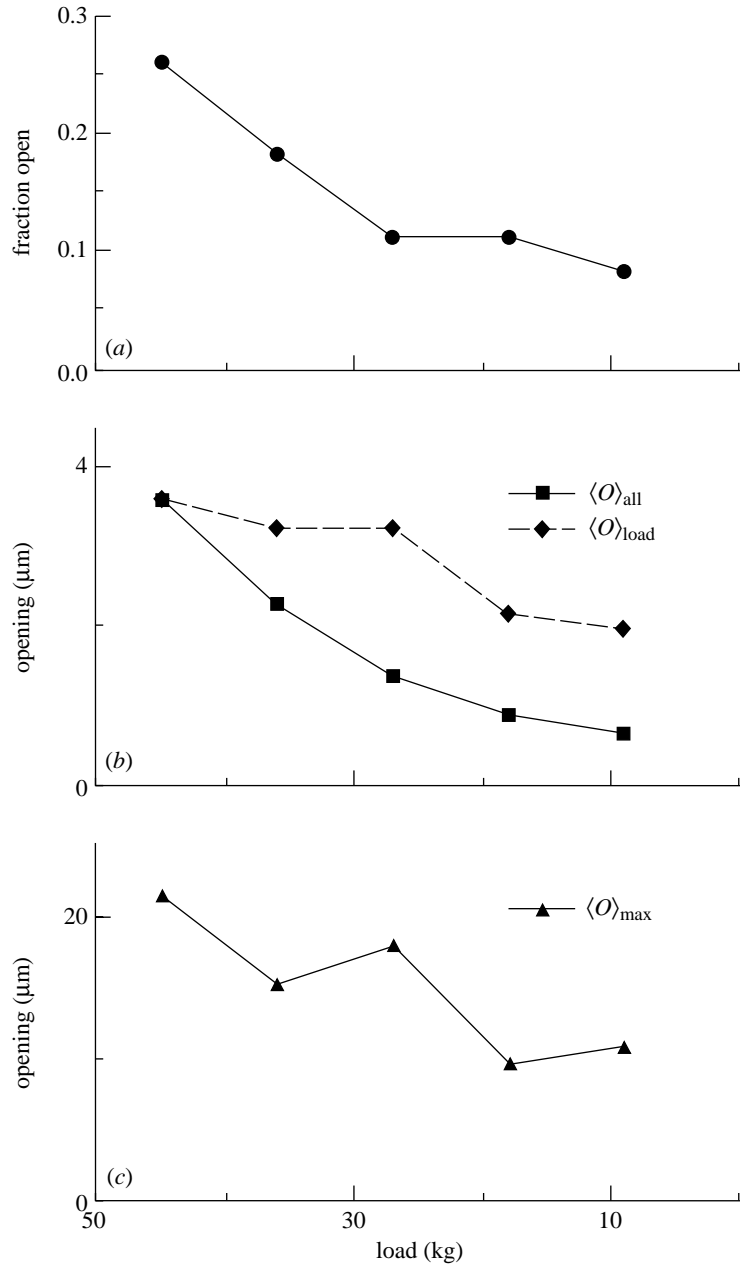 0.3
0.2
fraction open
0.1
(a)
0.0
4
⟨O⟩all
⟨O⟩load
opening (μm)
(b)
0
20
⟨O⟩max
opening (μm)
(c)
0
50 30 10
load (kg)